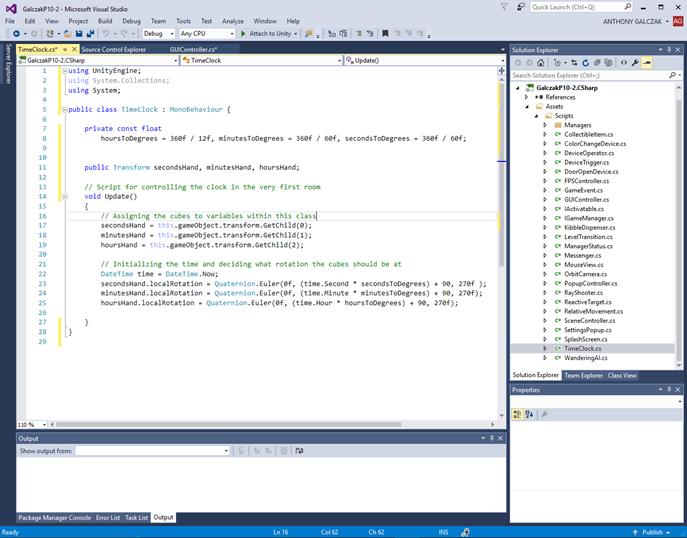 GalczakP10-2 - Microsoft Visual Studio
Quick Launch (Ctrl+Q)
File Edit View Project Build Debug Team Tools Test Analyze Window Help
ANTHONY GALCZAK
Debug Any CPU Attach to Unity
Server Explorer
TimeClock.cs* Source Control Explorer GUIController.cs*
GalczakP10-2.CSharp TimeClock Update()
1 using UnityEngine;
2 using System.Collections;
3 using System;
4
5 public class TimeClock : MonoBehaviour {
6
7 private const float
8 hoursToDegrees = 360f / 12f, minutesToDegrees = 360f / 60f, secondsToDegrees = 360f / 60f;
9
10
11 public Transform secondsHand, minutesHand, hoursHand;
12
13 // Script for controlling the clock in the very first room
14 void Update()
15 {
16 // Assigning the cubes to variables within this class
17 secondsHand = this.gameObject.transform.GetChild(0);
18 minutesHand = this.gameObject.transform.GetChild(1);
19 hoursHand = this.gameObject.transform.GetChild(2);
20
21 // Initializing the time and deciding what rotation the cubes should be at
22 DateTime time = DateTime.Now;
23 secondsHand.localRotation = Quaternion.Euler(0f, (time.Second * secondsToDegrees) + 90, 270f );
24 minutesHand.localRotation = Quaternion.Euler(0f, (time.Minute * minutesToDegrees) + 90, 270f);
25 hoursHand.localRotation = Quaternion.Euler(0f, (time.Hour * hoursToDegrees) + 90, 270f);
26
27 }
28 }
29
110 %
Solution Explorer
Search Solution Explorer (Ctrl+;)
GalczakP10-2.CSharp
References
Assets
Scripts
Managers
CollectibleItem.cs
ColorChangeDevice.cs
DeviceOperator.cs
DeviceTrigger.cs
DoorOpenDevice.cs
FPSController.cs
GameEvent.cs
GUIController.cs
IActivatable.cs
IGameManager.cs
KibbleDispenser.cs
LevelTransition.cs
ManagerStatus.cs
Messenger.cs
MouseView.cs
OrbitCamera.cs
PopupController.cs
RayShooter.cs
ReactiveTarget.cs
RelativeMovement.cs
SceneController.cs
SettingsPopup.cs
SplashScreen.cs
TimeClock.cs
WanderingAI.cs
Solution Explorer Team Explorer Class View
Properties
Output
Show output from:
Package Manager Console Error List Task List Output
Ready Ln 16 Col 62 Ch 62 INS Publish